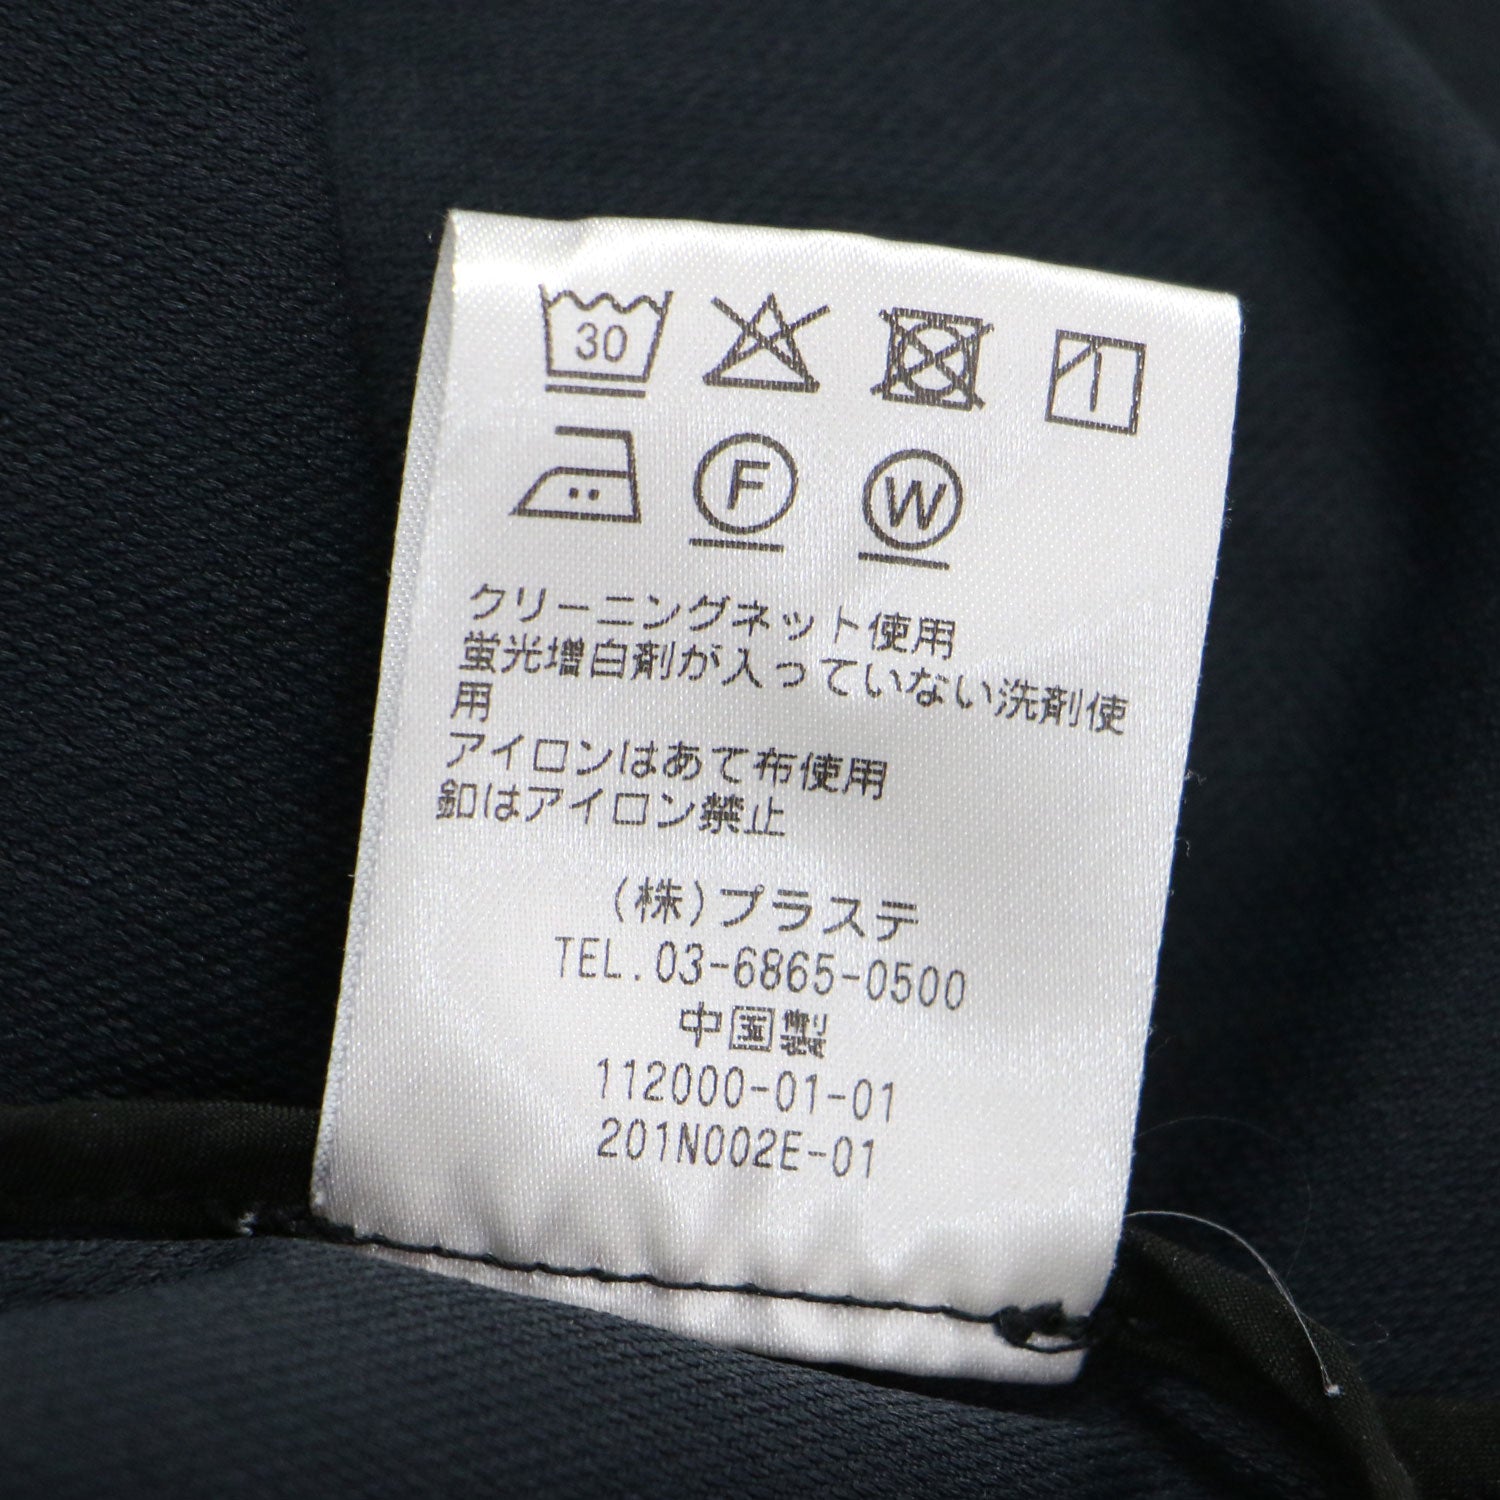 30
F W
クリーニングネット使用
蛍光増白剤が入っていない洗剤使
用
アイロンはあて布使用
釦はアイロン禁止
(株)プラステ
TEL.03-6865-0500
中国製
112000-01-01
201N002E-01